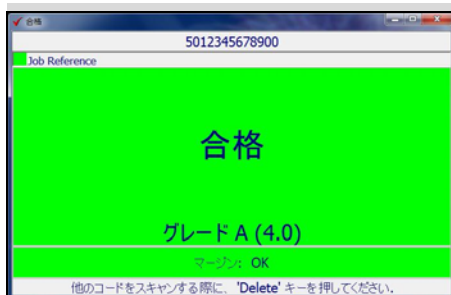 合格
5012345678900
Job Reference
合格
グレード A (4.0)
マージン: OK
他のコードをスキャンする際に、'Delete' キーを押してください.